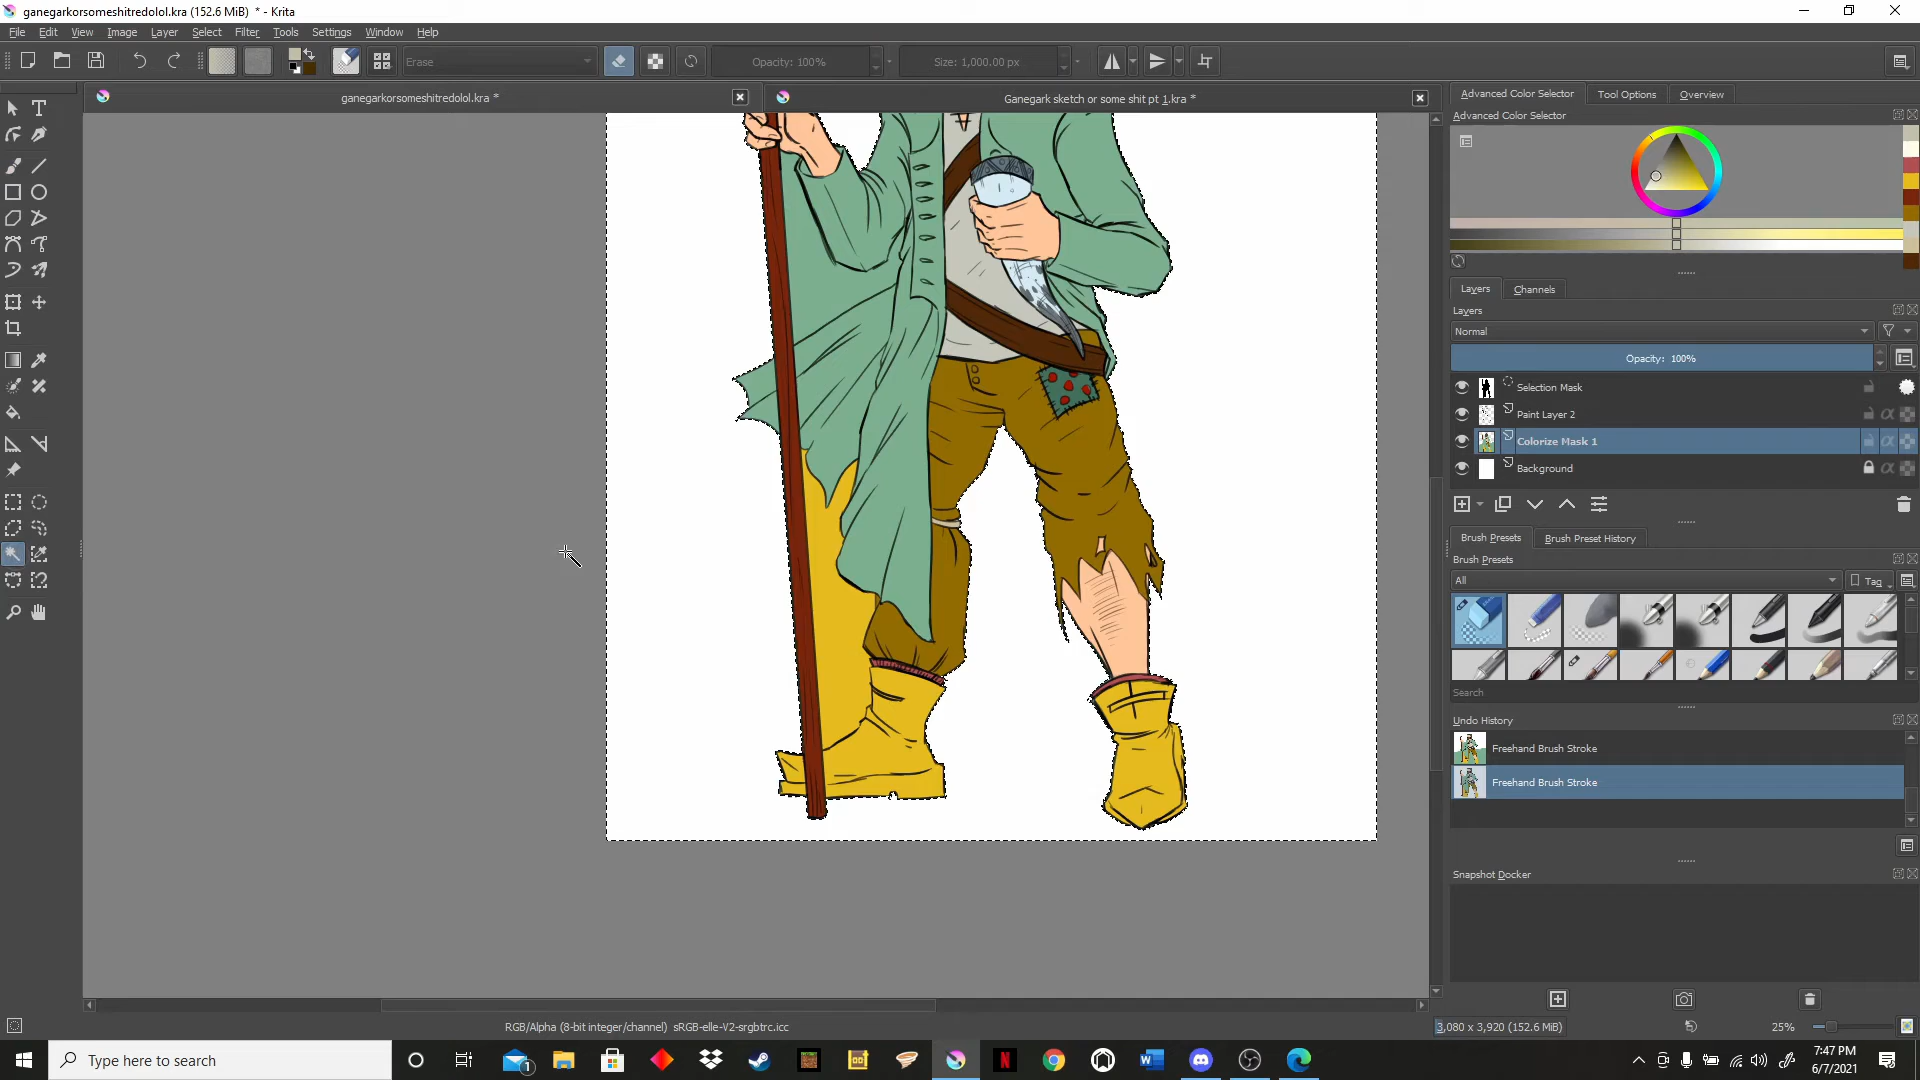 ganegarkorsomeshitredolol.kra (152.6 MiB) * - Krita
File Edit View Image Layer Select Filter Tools Settings Window Help
Erase Opacity: 100% Size: 1,000.00 px
ganegarkorsomeshitredolol.kra * Ganegark sketch or some shit pt 1.kra *
Advanced Color Selector Tool Options Overview
Advanced Color Selector
Layers Channels
Layers
Normal
Opacity: 100%
Selection Mask
Paint Layer 2
Colorize Mask 1
Background
Brush Presets Brush Preset History
Brush Presets
All Tag
Search
Undo History
Freehand Brush Stroke
Freehand Brush Stroke
Snapshot Docker
RGB/Alpha (8-bit integer/channel) sRGB-elle-V2-srgbtrc.icc 3,080 x 3,920 (152.6 MiB) 25%
Type here to search 1 7:47 PM
6/7/2021